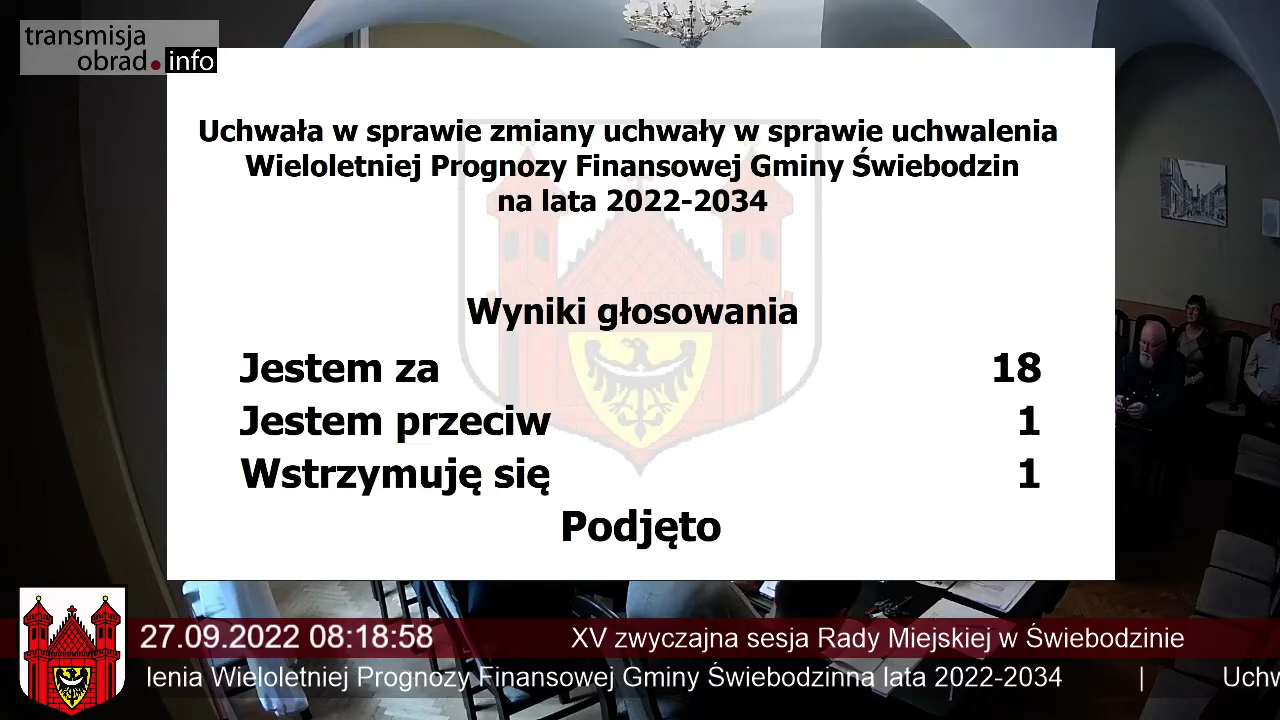 transmisja
obrad.info
Uchwała w sprawie zmiany uchwały w sprawie uchwalenia
Wieloletniej Prognozy Finansowej Gminy Świebodzin
na lata 2022-2034
Wyniki głosowania
Jestem za 18
Jestem przeciw 1
Wstrzymuję się 1
Podjęto
27.09.2022 08:18:58 XV zwyczajna sesja Rady Miejskiej w Świebodzinie
lenia Wieloletniej Prognozy Finansowej Gminy Świebodzinna lata 2022-2034 | Uchw